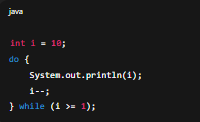 java
int i = 10;
do {
    System.out.println(i);
    i--;
} while (i >= 1);